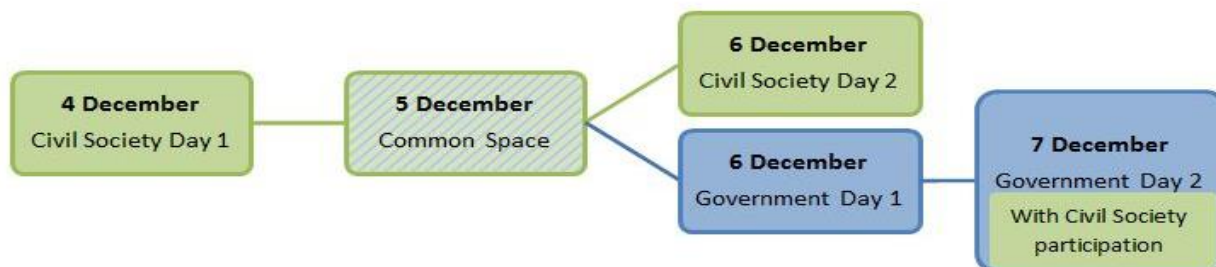 4 December
Civil Society Day 1
5 December
Common Space
6 December
Civil Society Day 2
6 December
Government Day 1
7 December
Government Day 2
With Civil Society
participation